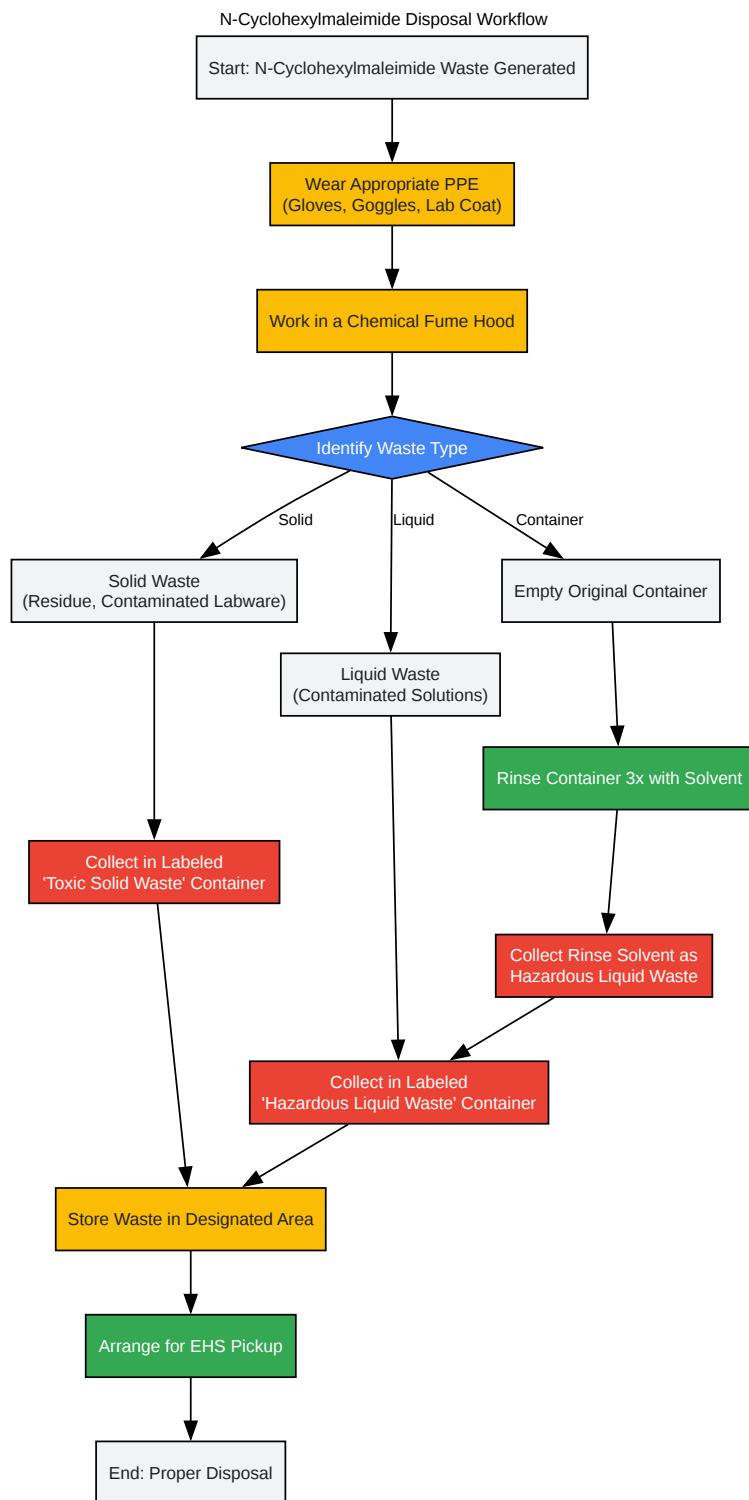 N-Cyclohexylmaleimide Disposal Workflow
Start: N-Cyclohexylmaleimide Waste Generated
Wear Appropriate PPE
(Gloves, Goggles, Lab Coat)
Work in a Chemical Fume Hood
Identify Waste Type
Solid
Liquid
Container
Solid Waste
(Residue, Contaminated Labware)
Empty Original Container
Liquid Waste
(Contaminated Solutions)
Rinse Container 3x with Solvent
Collect in Labeled
'Toxic Solid Waste' Container
Collect Rinse Solvent as
Hazardous Liquid Waste
Collect in Labeled
'Hazardous Liquid Waste' Container
Store Waste in Designated Area
Arrange for EHS Pickup
End: Proper Disposal